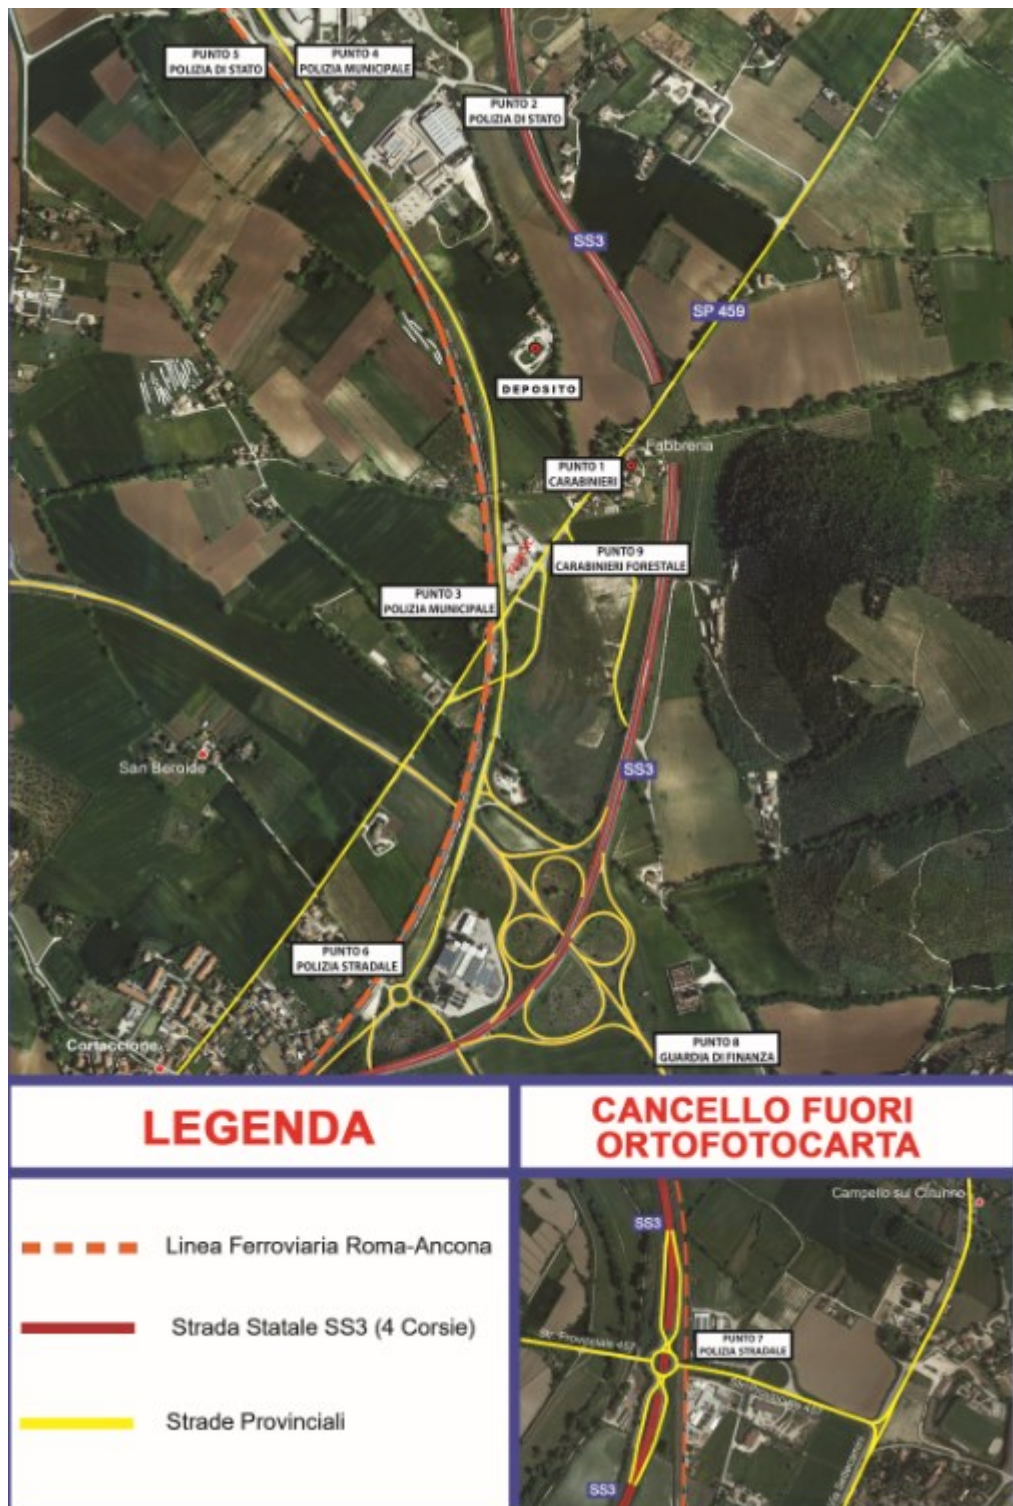 PUNTO 5
POLIZIA DI STATO
PUNTO 4
POLIZIA MUNICIPALE
PUNTO 2
POLIZIA DI STATO
SS3
SP 459
DEPOSITO
Fabbreria
PUNTO 1
CARABINIERI
PUNTO 9
CARABINIERI FORESTALE
PUNTO 3
POLIZIA MUNICIPALE
San Beroide
SS3
PUNTO 6
POLIZIA STRADALE
Cortaccione
PUNTO 8
GUARDIA DI FINANZA
LEGENDA
CANCELLO FUORI
ORTOFOTOCARTA
Linea Ferroviaria Roma-Ancona
Strada Statale SS3 (4 Corsie)
Strade Provinciali
Campello sul Clitunno
SS3
Str. Provinciale 457
PUNTO 7
POLIZIA STRADALE
SS3